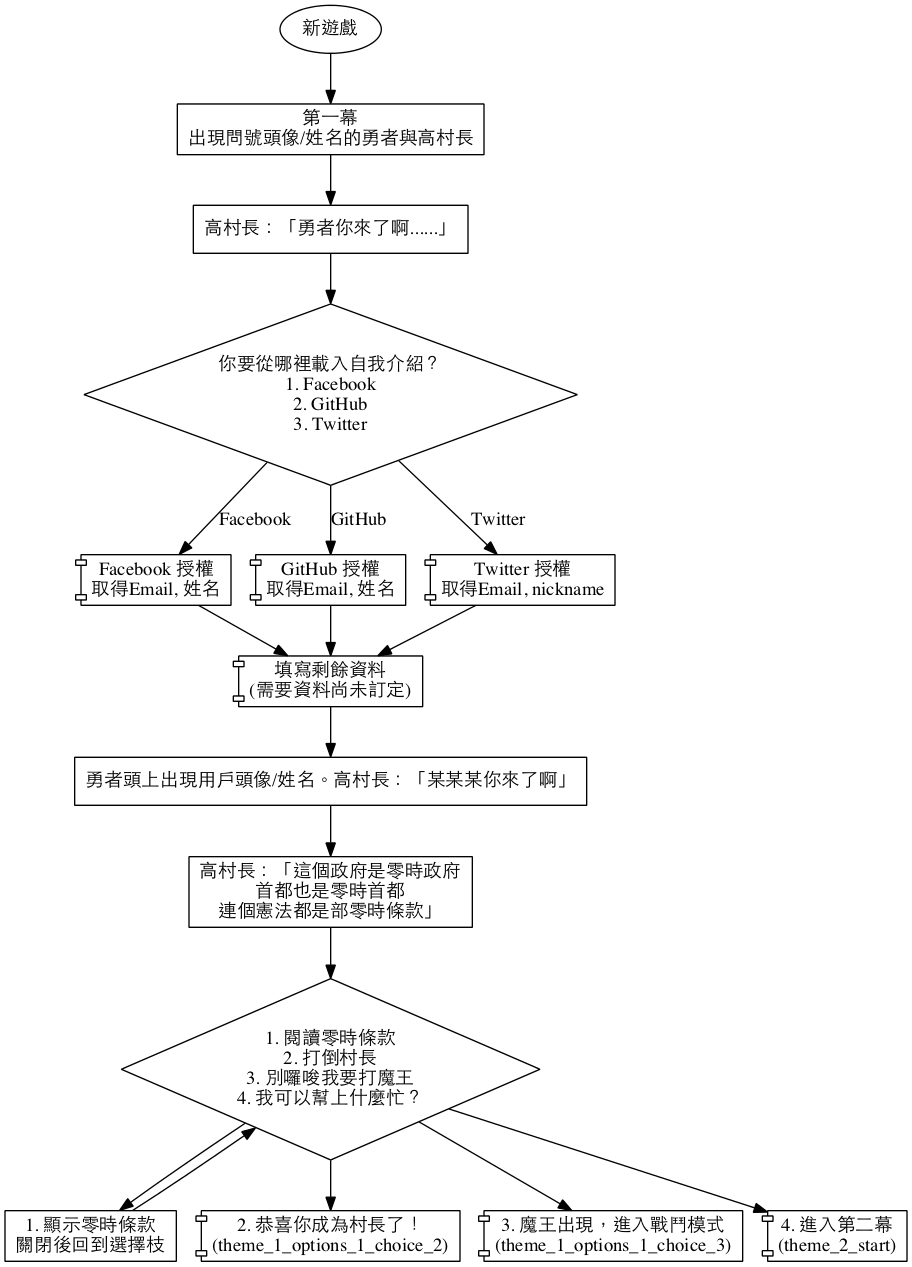 新遊戲
第一幕
出現問號頭像/姓名的勇者與高村長
高村長：「勇者你來了啊......」
你要從哪裡載入自我介紹？
1. Facebook
2. GitHub
3. Twitter
Facebook
GitHub
Twitter
Facebook 授權
取得Email, 姓名
GitHub 授權
取得Email, 姓名
Twitter 授權
取得Email, nickname
填寫剩餘資料
(需要資料尚未訂定)
勇者頭上出現用戶頭像/姓名。高村長：「某某某你來了啊」
高村長：「這個政府是零時政府
首都也是零時首都
連個憲法都是部零時條款」
1. 閱讀零時條款
2. 打倒村長
3. 別囉唆我要打魔王
4. 我可以幫上什麼忙？
1. 顯示零時條款
關閉後回到選擇枝
2. 恭喜你成為村長了！
(theme_1_options_1_choice_2)
3. 魔王出現，進入戰鬥模式
(theme_1_options_1_choice_3)
4. 進入第二幕
(theme_2_start)